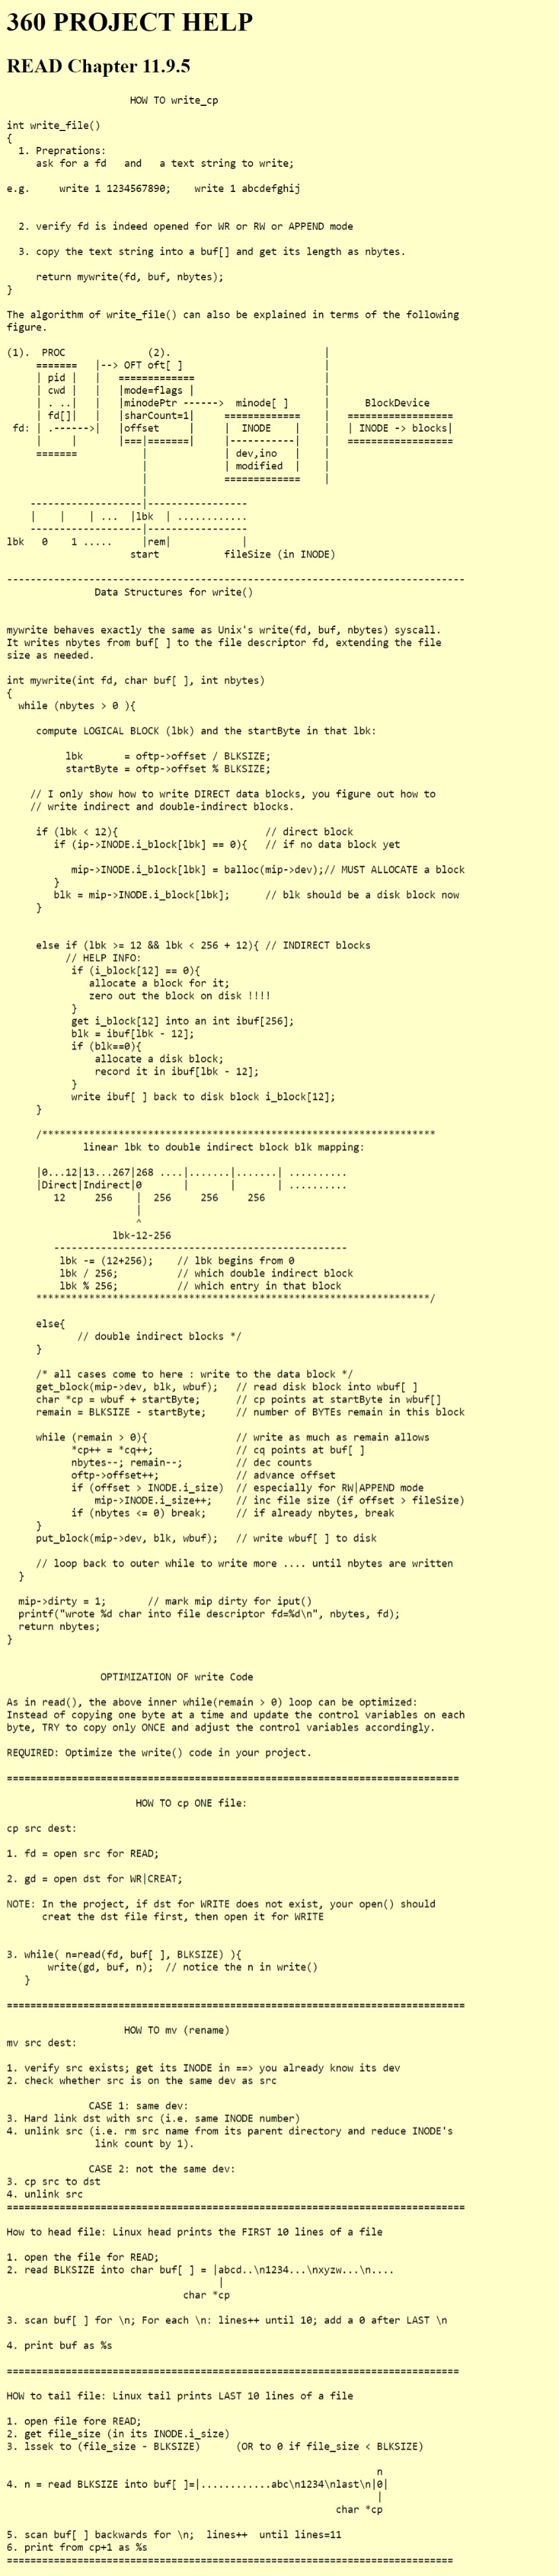 360 PROJECT HELP
READ Chapter 11.9.5
HOW TO write_cp
int write_file()
{
  1. Preprations:
     ask for a fd   and   a text string to write;
e.g.     write 1 1234567890;    write 1 abcdefghij
  2. verify fd is indeed opened for WR or RW or APPEND mode
  3. copy the text string into a buf[] and get its length as nbytes.
     return mywrite(fd, buf, nbytes);
}
The algorithm of write_file() can also be explained in terms of the following
figure.
(1).  PROC              (2).                          |
     =======   |--> OFT oft[ ]                        |
     | pid |   |   =============                      |
     | cwd |   |   |mode=flags |                      |
     | . ..|   |   |minodePtr ------>  minode[ ]      |      BlockDevice
     | fd[]|   |   |sharCount=1|     =============    |   ==================
 fd: | .------>|   |offset     |     |  INODE    |    |   | INODE -> blocks|
     |     |       |===|=======|     |-----------|    |   ==================
     =======           |             | dev,ino   |    |
                       |             | modified  |    |
                       |             =============    |
                       |
    -------------------|-----------------
    |    |    | ...  |lbk  | ............
    -------------------|-----------------
lbk   0    1 .....     |rem|            |
                     start           fileSize (in INODE)
------------------------------------------------------------------------------
               Data Structures for write()
mywrite behaves exactly the same as Unix's write(fd, buf, nbytes) syscall.
It writes nbytes from buf[ ] to the file descriptor fd, extending the file
size as needed.
int mywrite(int fd, char buf[ ], int nbytes)
{
  while (nbytes > 0 ){
     compute LOGICAL BLOCK (lbk) and the startByte in that lbk:
          lbk       = oftp->offset / BLKSIZE;
          startByte = oftp->offset % BLKSIZE;
    // I only show how to write DIRECT data blocks, you figure out how to
    // write indirect and double-indirect blocks.
     if (lbk < 12){                         // direct block
        if (ip->INODE.i_block[lbk] == 0){   // if no data block yet
           mip->INODE.i_block[lbk] = balloc(mip->dev);// MUST ALLOCATE a block
        }
        blk = mip->INODE.i_block[lbk];      // blk should be a disk block now
     }
     else if (lbk >= 12 && lbk < 256 + 12){ // INDIRECT blocks
          // HELP INFO:
           if (i_block[12] == 0){
              allocate a block for it;
              zero out the block on disk !!!!
           }
           get i_block[12] into an int ibuf[256];
           blk = ibuf[lbk - 12];
           if (blk==0){
               allocate a disk block;
               record it in ibuf[lbk - 12];
           }
           write ibuf[ ] back to disk block i_block[12];
     }
     /*******************************************************************
             linear lbk to double indirect block blk mapping:
     |0...12|13...267|268 ....|.......|.......| ..........
     |Direct|Indirect|0       |       |       | ..........
        12     256    |  256     256     256
                      |
                      ^
                  lbk-12-256
        --------------------------------------------------
         lbk -= (12+256);    // lbk begins from 0
         lbk / 256;          // which double indirect block
         lbk % 256;          // which entry in that block
     *******************************************************************/
     else{
            // double indirect blocks */
     }
     /* all cases come to here : write to the data block */
     get_block(mip->dev, blk, wbuf);   // read disk block into wbuf[ ]
     char *cp = wbuf + startByte;      // cp points at startByte in wbuf[]
     remain = BLKSIZE - startByte;     // number of BYTEs remain in this block
     while (remain > 0){               // write as much as remain allows
           *cp++ = *cq++;              // cq points at buf[ ]
           nbytes--; remain--;         // dec counts
           oftp->offset++;             // advance offset
           if (offset > INODE.i_size)  // especially for RW|APPEND mode
               mip->INODE.i_size++;    // inc file size (if offset > fileSize)
           if (nbytes <= 0) break;     // if already nbytes, break
     }
     put_block(mip->dev, blk, wbuf);   // write wbuf[ ] to disk
     // loop back to outer while to write more .... until nbytes are written
  }
  mip->dirty = 1;       // mark mip dirty for iput()
  printf("wrote %d char into file descriptor fd=%d\n", nbytes, fd);
  return nbytes;
}
                OPTIMIZATION OF write Code
As in read(), the above inner while(remain > 0) loop can be optimized:
Instead of copying one byte at a time and update the control variables on each
byte, TRY to copy only ONCE and adjust the control variables accordingly.
REQUIRED: Optimize the write() code in your project.
=============================================================================
                      HOW TO cp ONE file:
cp src dest:
1. fd = open src for READ;
2. gd = open dst for WR|CREAT;
NOTE: In the project, if dst for WRITE does not exist, your open() should
      creat the dst file first, then open it for WRITE
3. while( n=read(fd, buf[ ], BLKSIZE) ){
       write(gd, buf, n);  // notice the n in write()
   }
==============================================================================
                    HOW TO mv (rename)
mv src dest:
1. verify src exists; get its INODE in ==> you already know its dev
2. check whether src is on the same dev as src
              CASE 1: same dev:
3. Hard link dst with src (i.e. same INODE number)
4. unlink src (i.e. rm src name from its parent directory and reduce INODE's
               link count by 1).
              CASE 2: not the same dev:
3. cp src to dst
4. unlink src
==============================================================================
How to head file: Linux head prints the FIRST 10 lines of a file
1. open the file for READ;
2. read BLKSIZE into char buf[ ] = |abcd..\n1234...\nxyzw...\n....
                                    |
                              char *cp
3. scan buf[ ] for \n; For each \n: lines++ until 10; add a 0 after LAST \n
4. print buf as %s
=============================================================================
HOW to tail file: Linux tail prints LAST 10 lines of a file
1. open file fore READ;
2. get file_size (in its INODE.i_size)
3. lssek to (file_size - BLKSIZE)      (OR to 0 if file_size < BLKSIZE)
                                                               n
4. n = read BLKSIZE into buf[ ]=|............abc\n1234\nlast\n|0|
                                                               |
                                                        char *cp
5. scan buf[ ] backwards for \n;  lines++  until lines=11
6. print from cp+1 as %s
============================================================================